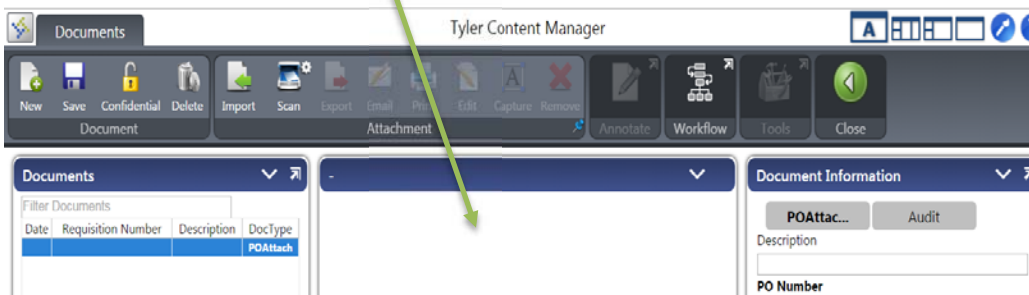 Documents
Tyler Content Manager
A
New Save Confidential Delete Import Scan Export Email Print Edit Capture Remove
Document Attachment Annotate Workflow Tools Close
Documents - Document Information
Filter Documents
POAttac... Audit
Date Requisition Number Description DocType
POAttach
Description
PO Number